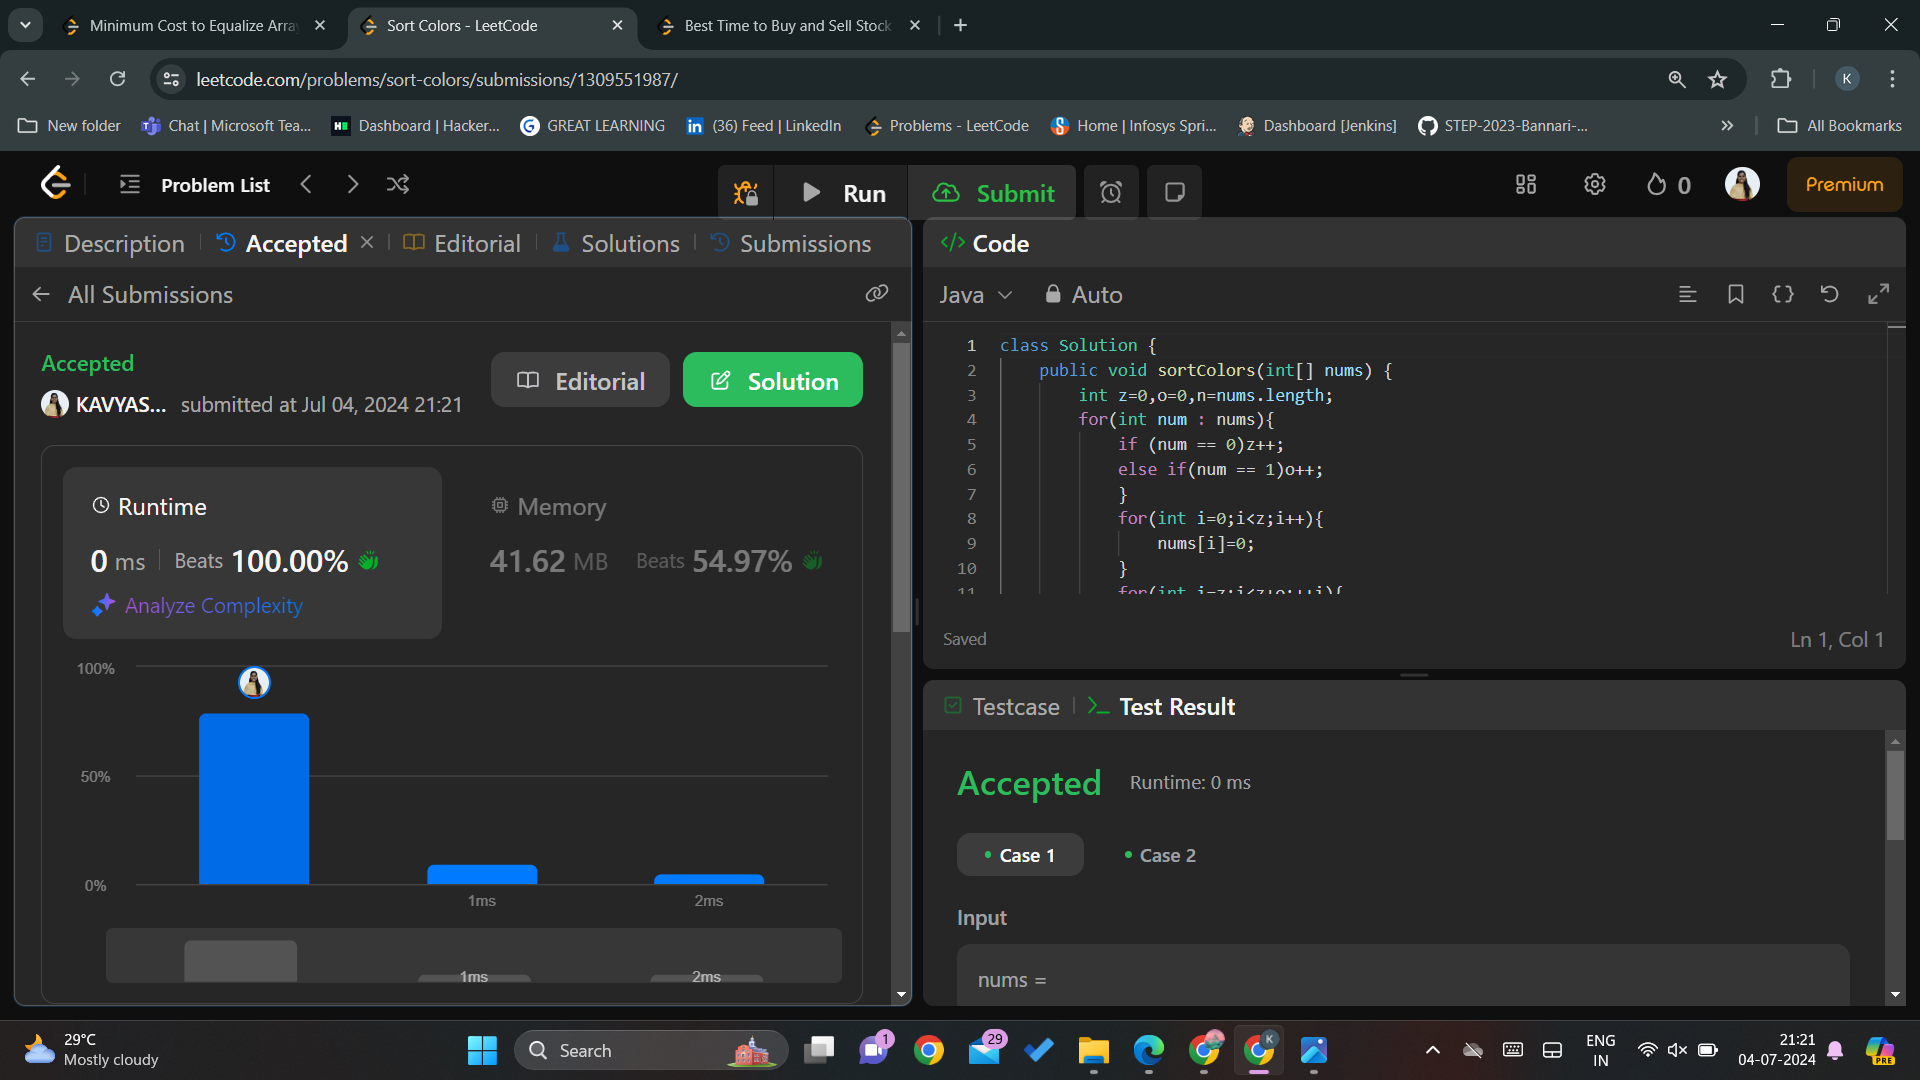 Minimum Cost to Equalize Arra
Sort Colors - LeetCode
Best Time to Buy and Sell Stock
leetcode.com/problems/sort-colors/submissions/1309551987/
K
New folder
Chat | Microsoft Tea...
Dashboard | Hacker...
GREAT LEARNING
(36) Feed | LinkedIn
Problems - LeetCode
Home | Infosys Spri...
Dashboard [Jenkins]
STEP-2023-Bannari-...
All Bookmarks
Problem List
Run
Submit
0
Premium
Description
Accepted
Editorial
Solutions
Submissions
All Submissions
Accepted
KAVYAS... submitted at Jul 04, 2024 21:21
Editorial
Solution
Runtime
0 ms
Beats 100.00%
Analyze Complexity
Memory
41.62 MB
Beats 54.97%
100%
50%
0%
1ms
2ms
1ms
2ms
Code
Java
Auto
1 class Solution {
2 public void sortColors(int[] nums) {
3 int z=0,o=0,n=nums.length;
4 for(int num : nums){
5 if (num == 0)z++;
6 else if(num == 1)o++;
7 }
8 for(int i=0;i<z;i++){
9 nums[i]=0;
10 }
11 for(int i=z;i<z+o;++i){
Saved
Ln 1, Col 1
Testcase
Test Result
Accepted
Runtime: 0 ms
Case 1
Case 2
Input
nums =
29°C
Mostly cloudy
Search
1
29
K
ENG
IN
21:21
04-07-2024
PRE